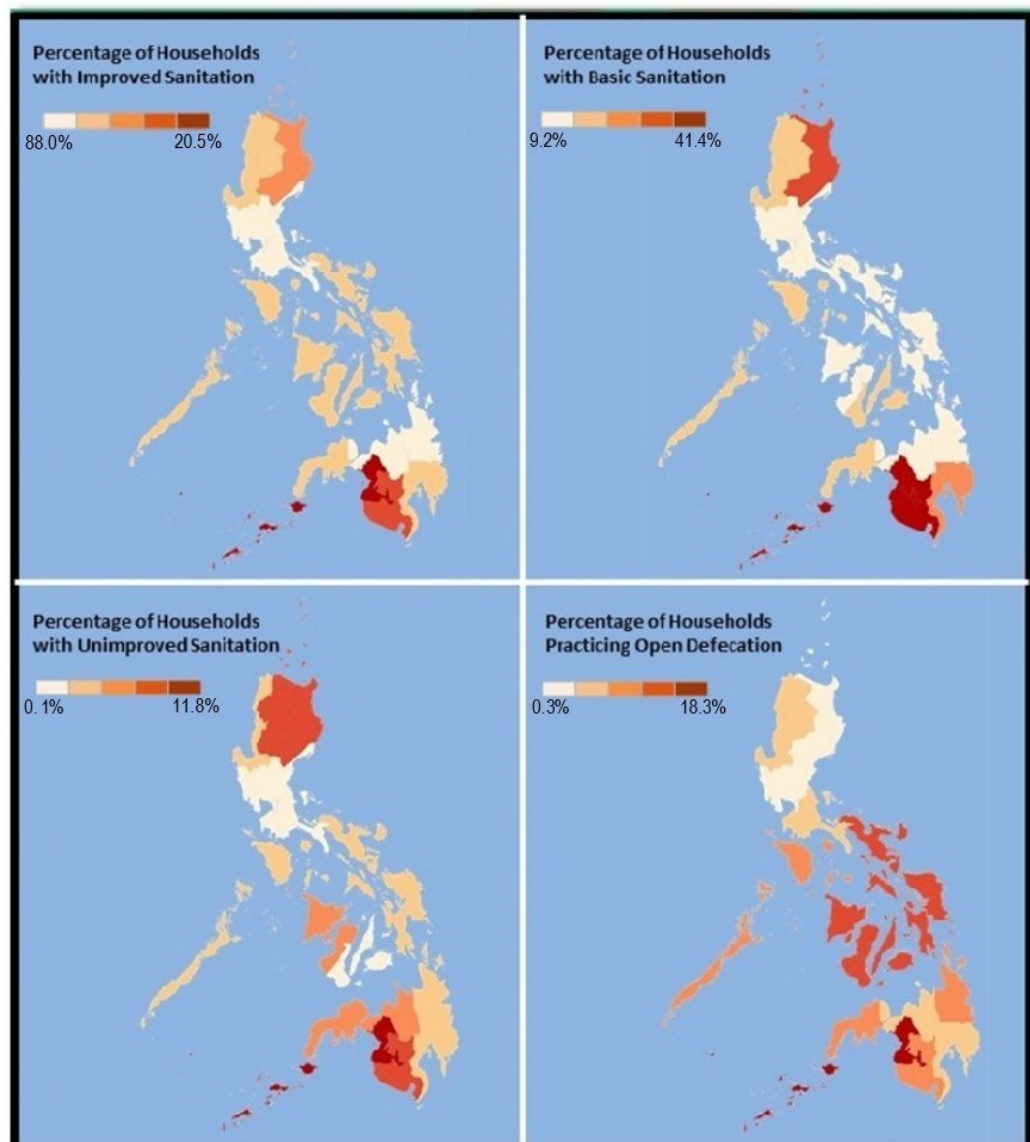 Percentage of Households
with Improved Sanitation
88.0% 20.5%
Percentage of Households
with Basic Sanitation
9.2% 41.4%
Percentage of Households
with Unimproved Sanitation
0.1% 11.8%
Percentage of Households
Practicing Open Defecation
0.3% 18.3%